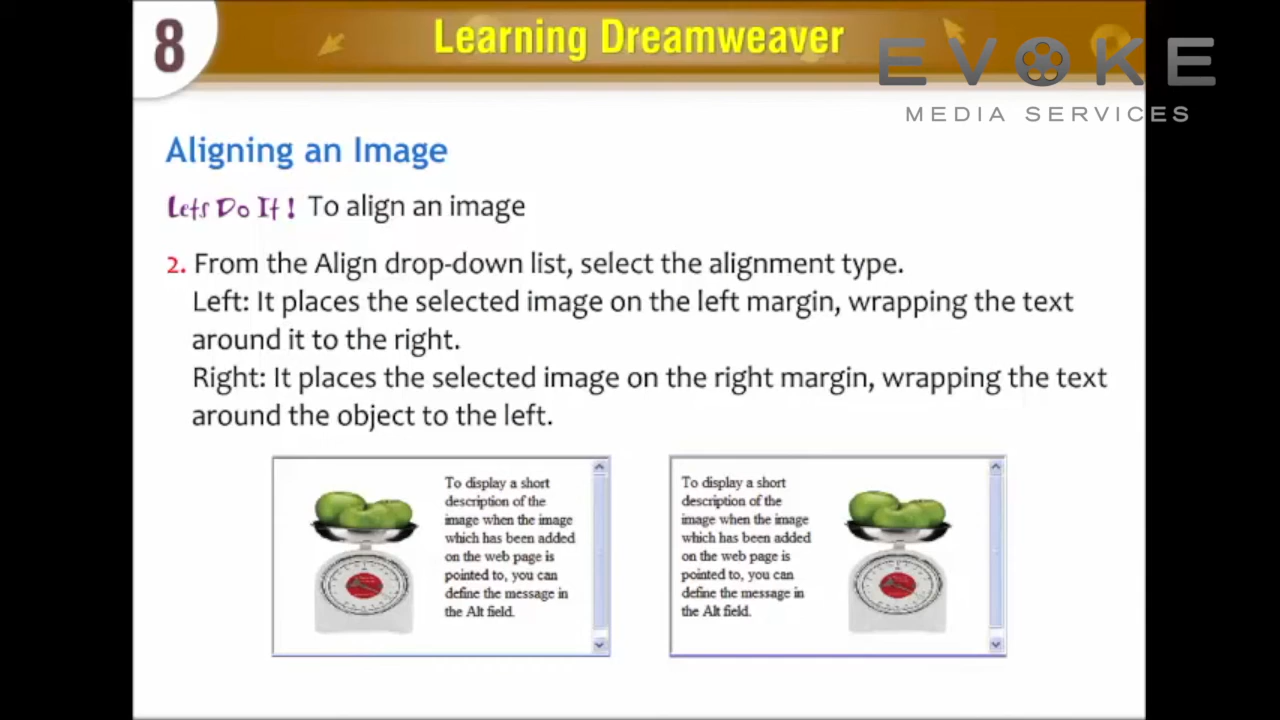 8
Learning Dreamweaver
EVOKE
MEDIA SERVICES
Aligning an Image
Lets Do It! To align an image
2. From the Align drop-down list, select the alignment type.
Left: It places the selected image on the left margin, wrapping the text
around it to the right.
Right: It places the selected image on the right margin, wrapping the text
around the object to the left.
To display a short
description of the
image when the image
which has been added
on the web page is
pointed to, you can
define the message in
the Alt field.
To display a short
description of the
image when the image
which has been added
on the web page is
pointed to, you can
define the message in
the Alt field.